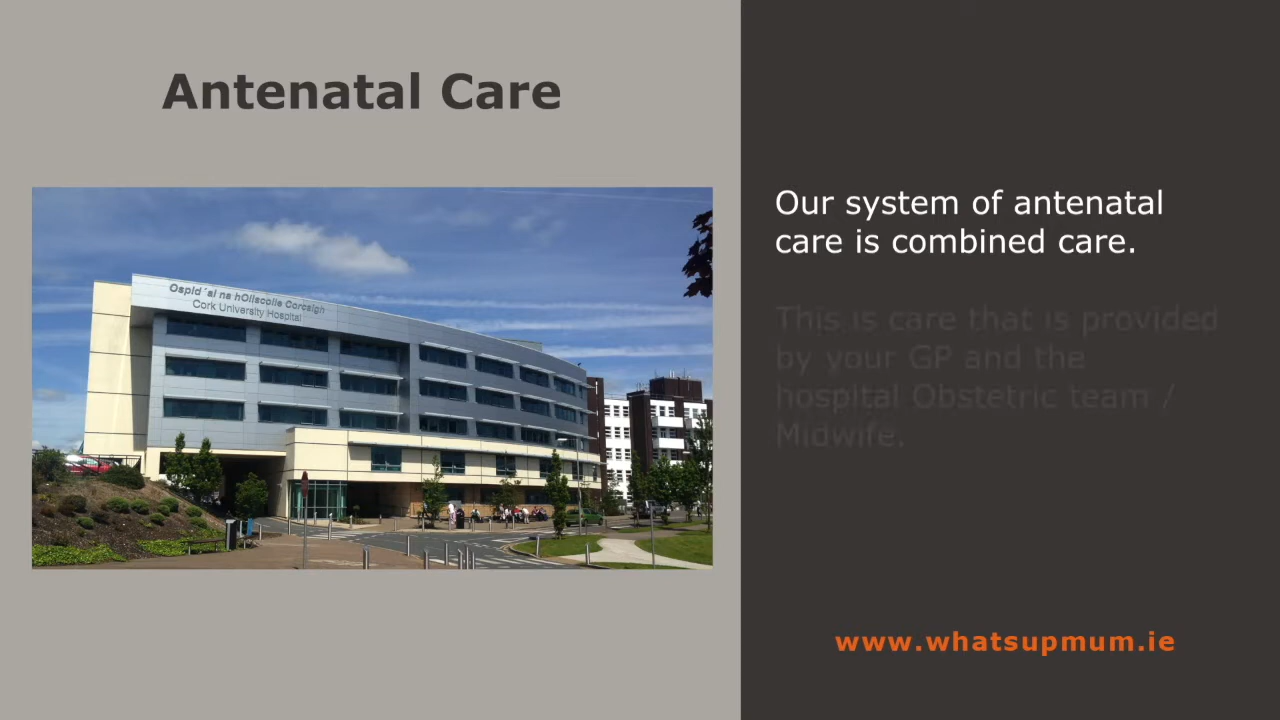 Antenatal Care
Ospid´al na hOilscoile Corcaigh
Cork University Hospital
Our system of antenatal
care is combined care.
This is care that is provided
by your GP and the
hospital Obstetric team /
Midwife.
www.whatsupmum.ie